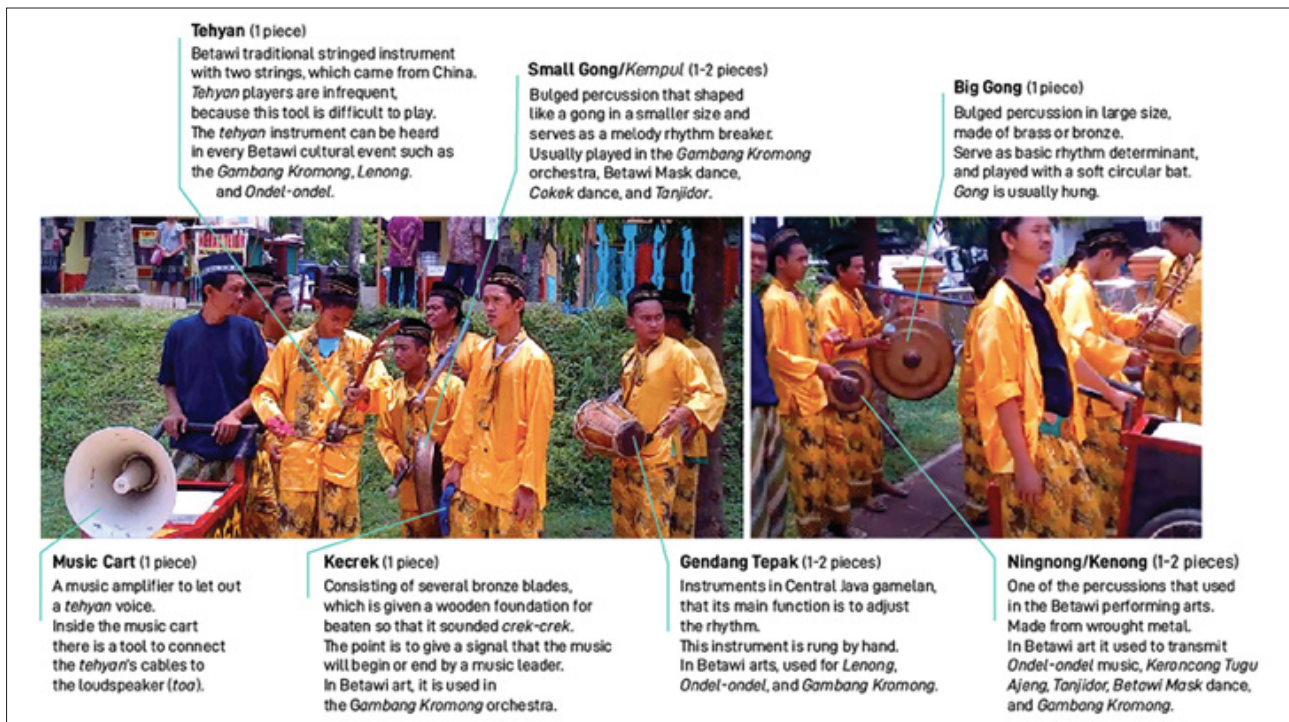 Tehyan (1 piece)
Betawi traditional stringed instrument
with two strings, which came from China.
Tehyan players are infrequent,
because this tool is difficult to play.
The tehyan instrument can be heard
in every Betawi cultural event such as
the Gambang Kromong, Lenong.
and Ondel-ondel.
Small Gong/Kempul (1-2 pieces)
Bulged percussion that shaped
like a gong in a smaller size and
serves as a melody rhythm breaker.
Usually played in the Gambang Kromong
orchestra, Betawi Mask dance,
Cokek dance, and Tanjidor.
Big Gong (1 piece)
Bulged percussion in large size,
made of brass or bronze.
Serve as basic rhythm determinant,
and played with a soft circular bat.
Gong is usually hung.
Music Cart (1 piece)
A music amplifier to let out
a tehyan voice.
Inside the music cart
there is a tool to connect
the tehyan's cables to
the loudspeaker (toa).
Kecrek (1 piece)
Consisting of several bronze blades,
which is given a wooden foundation for
beaten so that it sounded crek-crek.
The point is to give a signal that the music
will begin or end by a music leader.
In Betawi art, it is used in
the Gambang Kromong orchestra.
Gendang Tepak (1-2 pieces)
Instruments in Central Java gamelan,
that its main function is to adjust
the rhythm.
This instrument is rung by hand.
In Betawi arts, used for Lenong,
Ondel-ondel, and Gambang Kromong.
Ningnong/Kenong (1-2 pieces)
One of the percussions that used
in the Betawi performing arts.
Made from wrought metal.
In Betawi art it used to transmit
Ondel-ondel music, Keroncong Tugu
Ajeng, Tanjidor, Betawi Mask dance,
and Gambang Kromong.